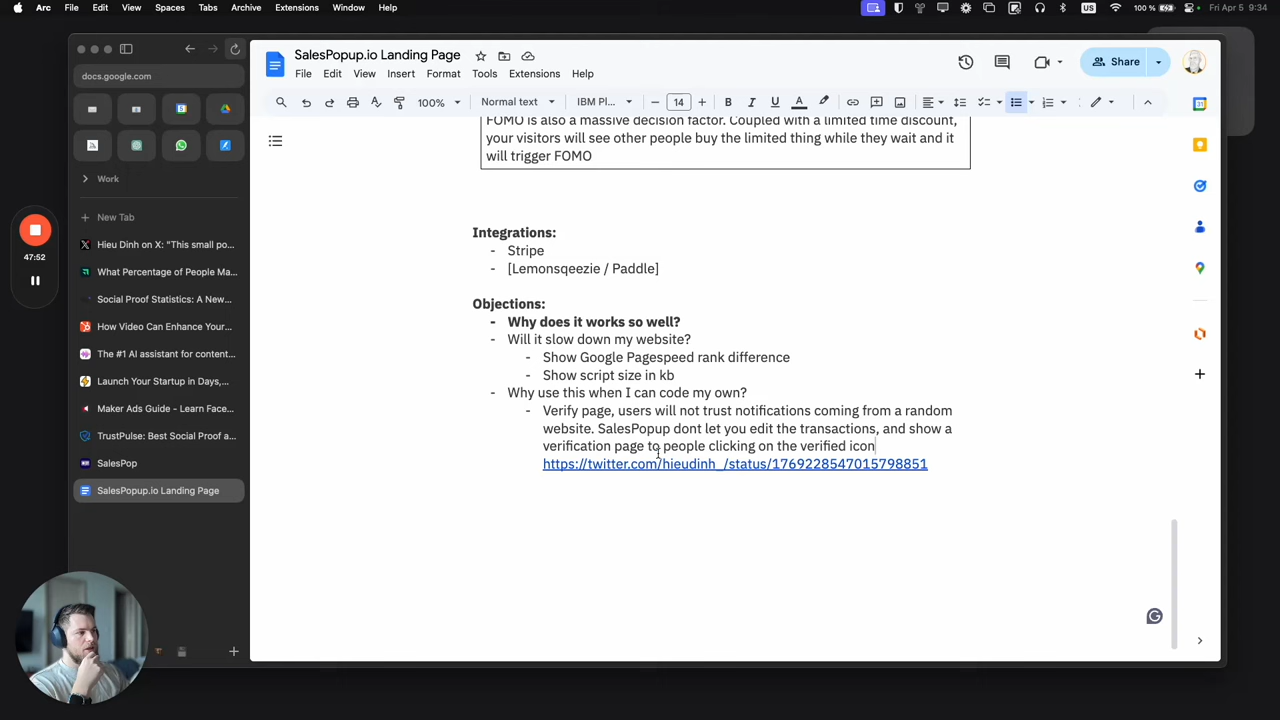 Arc File Edit View Spaces Tabs Archive Extensions Window Help US 100 % Fri Apr 5 9:34
docs.google.com
Work
New Tab
Hieu Dinh on X: "This small po...
What Percentage of People Ma...
Social Proof Statistics: A New...
How Video Can Enhance Your...
The #1 AI assistant for content...
Launch Your Startup in Days,...
Maker Ads Guide - Learn Face...
TrustPulse: Best Social Proof a...
SalesPop
SalesPopup.io Landing Page
47:52
SalesPopup.io Landing Page
File Edit View Insert Format Tools Extensions Help
Share
100% Normal text IBM Pl... 14 B I U A
FOMO is also a massive decision factor. Coupled with a limited time discount,
your visitors will see other people buy the limited thing while they wait and it
will trigger FOMO
Integrations:
- Stripe
- [Lemonsqeezie / Paddle]
Objections:
- Why does it works so well?
- Will it slow down my website?
- Show Google Pagespeed rank difference
- Show script size in kb
- Why use this when I can code my own?
- Verify page, users will not trust notifications coming from a random
website. SalesPopup dont let you edit the transactions, and show a
verification page to people clicking on the verified icon
https://twitter.com/hieudinh_/status/1769228547015798851